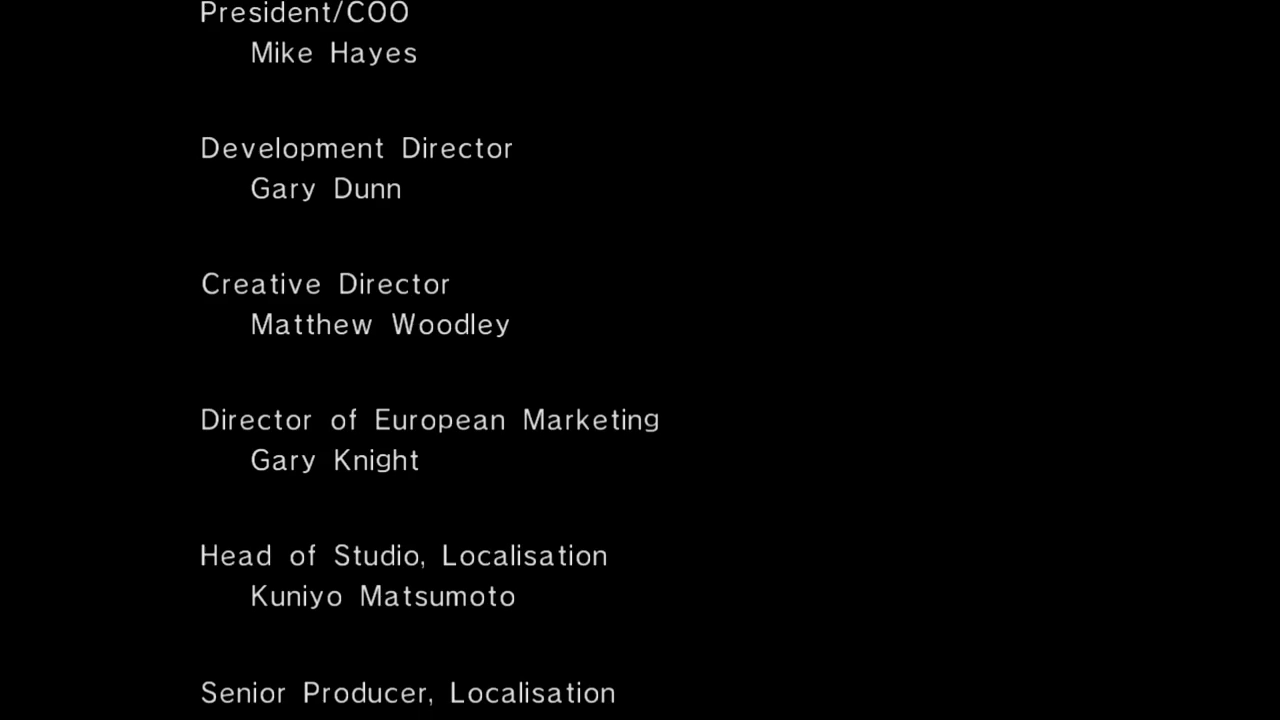 President/COO
Mike Hayes
Development Director
Gary Dunn
Creative Director
Matthew Woodley
Director of European Marketing
Gary Knight
Head of Studio, Localisation
Kuniyo Matsumoto
Senior Producer, Localisation